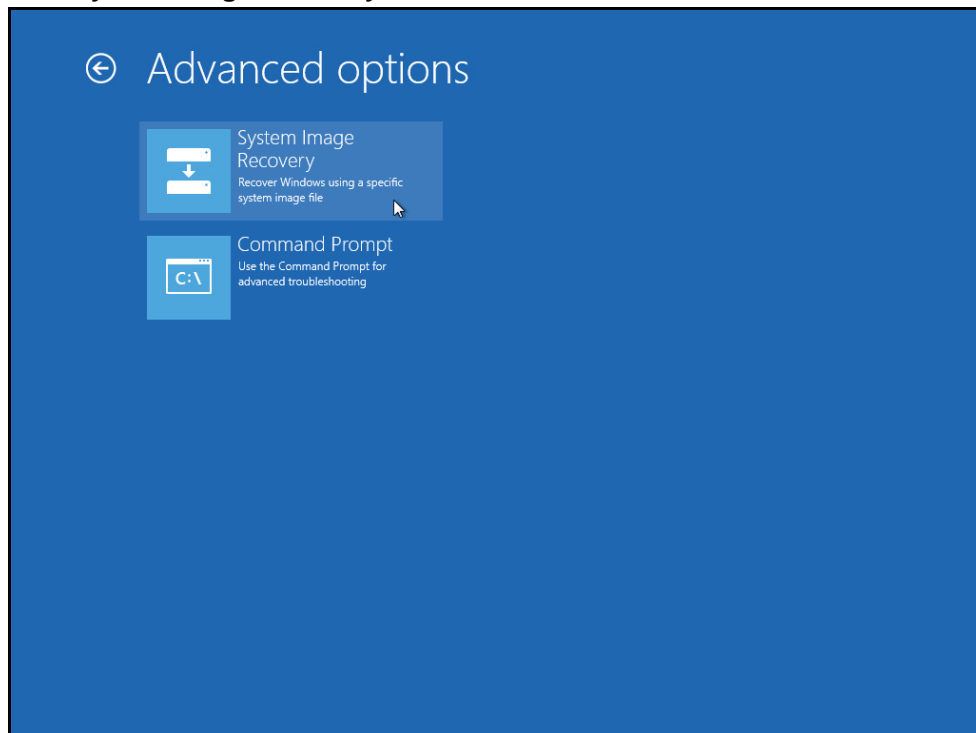 Advanced options
System Image
Recovery
Recover Windows using a specific
system image file
Command Prompt
Use the Command Prompt for
advanced troubleshooting
C:\